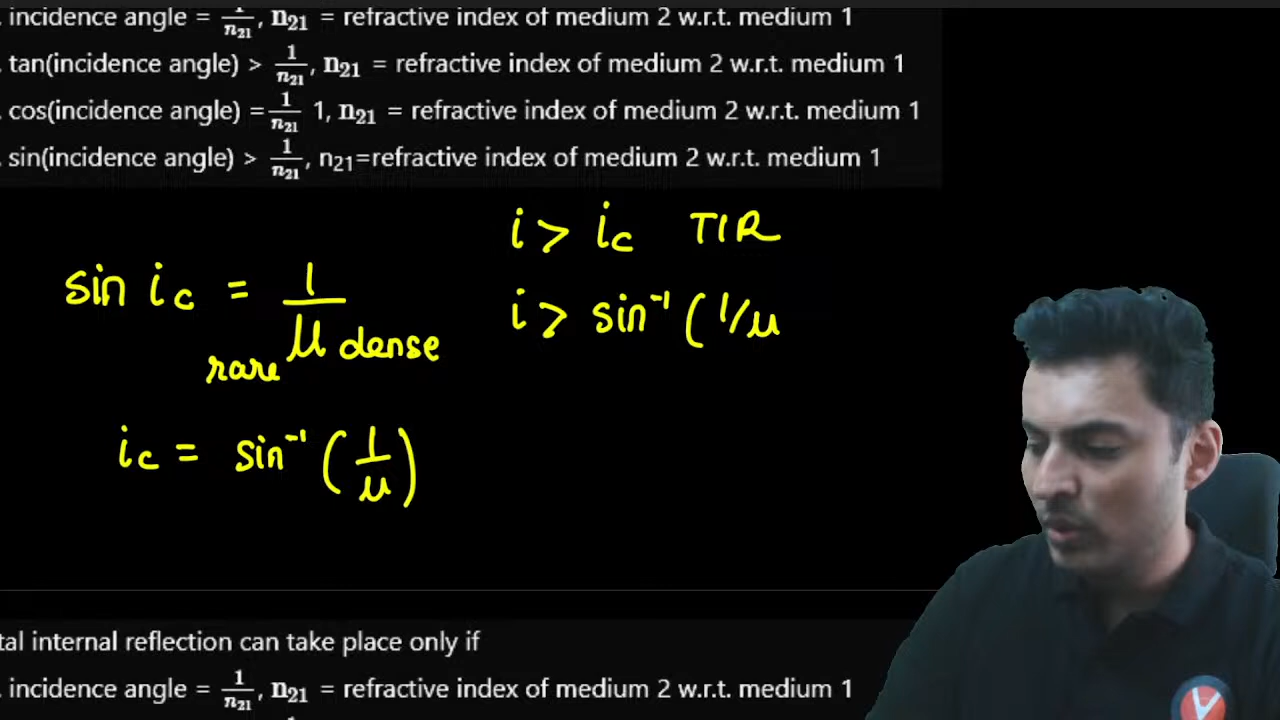 . incidence angle = 1/n21, n21 = refractive index of medium 2 w.r.t. medium 1
. tan(incidence angle) > 1/n21, n21 = refractive index of medium 2 w.r.t. medium 1
. cos(incidence angle) = 1/n21 1, n21 = refractive index of medium 2 w.r.t. medium 1
. sin(incidence angle) > 1/n21, n21=refractive index of medium 2 w.r.t. medium 1
i > ic TIR
sin ic = 1/rare μ dense
i > sin⁻¹ (1/μ
ic = sin⁻¹ (1/μ)
tal internal reflection can take place only if
. incidence angle = 1/n21, n21 = refractive index of medium 2 w.r.t. medium 1